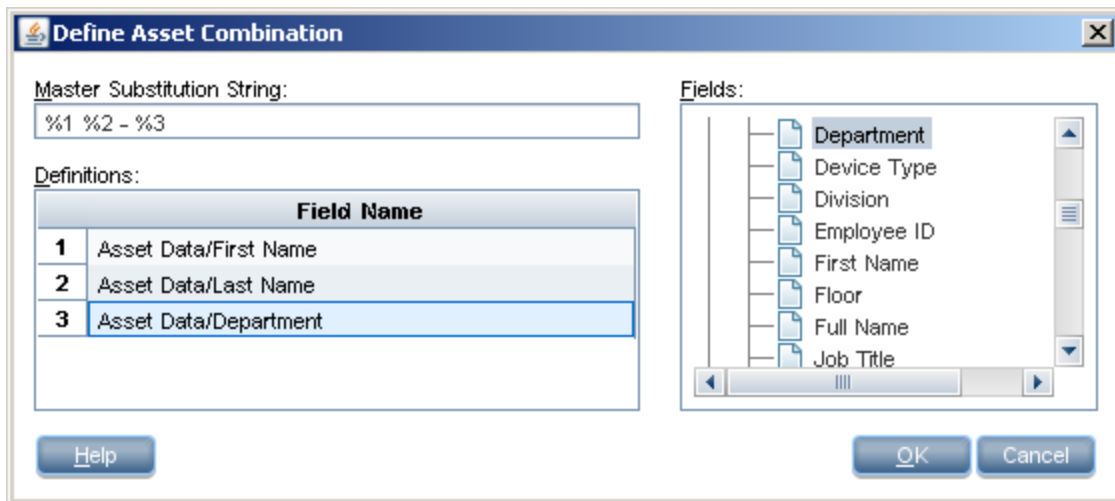 Define Asset Combination
Master Substitution String:
%1 %2 - %3
Definitions:
Field Name
1 Asset Data/First Name
2 Asset Data/Last Name
3 Asset Data/Department
Fields:
Department
Device Type
Division
Employee ID
First Name
Floor
Full Name
Job Title
Help
OK
Cancel